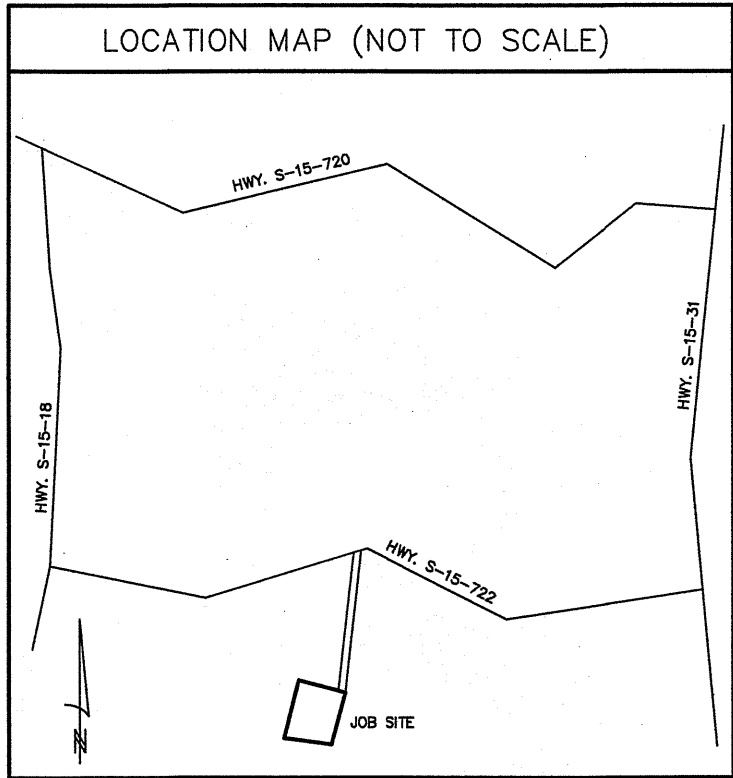 LOCATION MAP (NOT TO SCALE)
HWY. S-15-720
HWY. S-15-31
HWY. S-15-18
HWY. S-15-722
JOB SITE
N